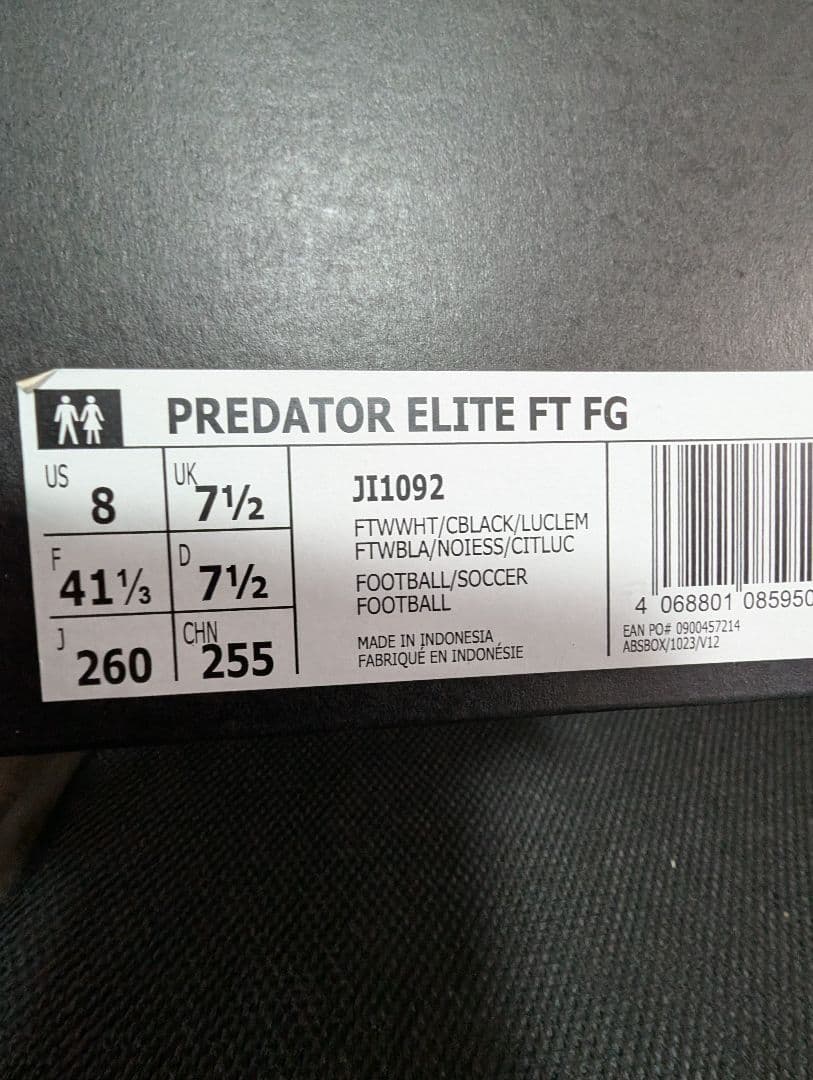 PREDATOR ELITE FT FG
US 8
UK 7½
F 41⅓
D 7½
J 260
CHN 255
JI1092
FTWWHT/CBLACK/LUCLEM
FTWBLA/NOIESS/CITLUC
FOOTBALL/SOCCER
FOOTBALL
MADE IN INDONESIA
FABRIQUÉ EN INDONÉSIE
4 068801 085950
EAN PO# 0900457214
ABSBOX/1023/V12